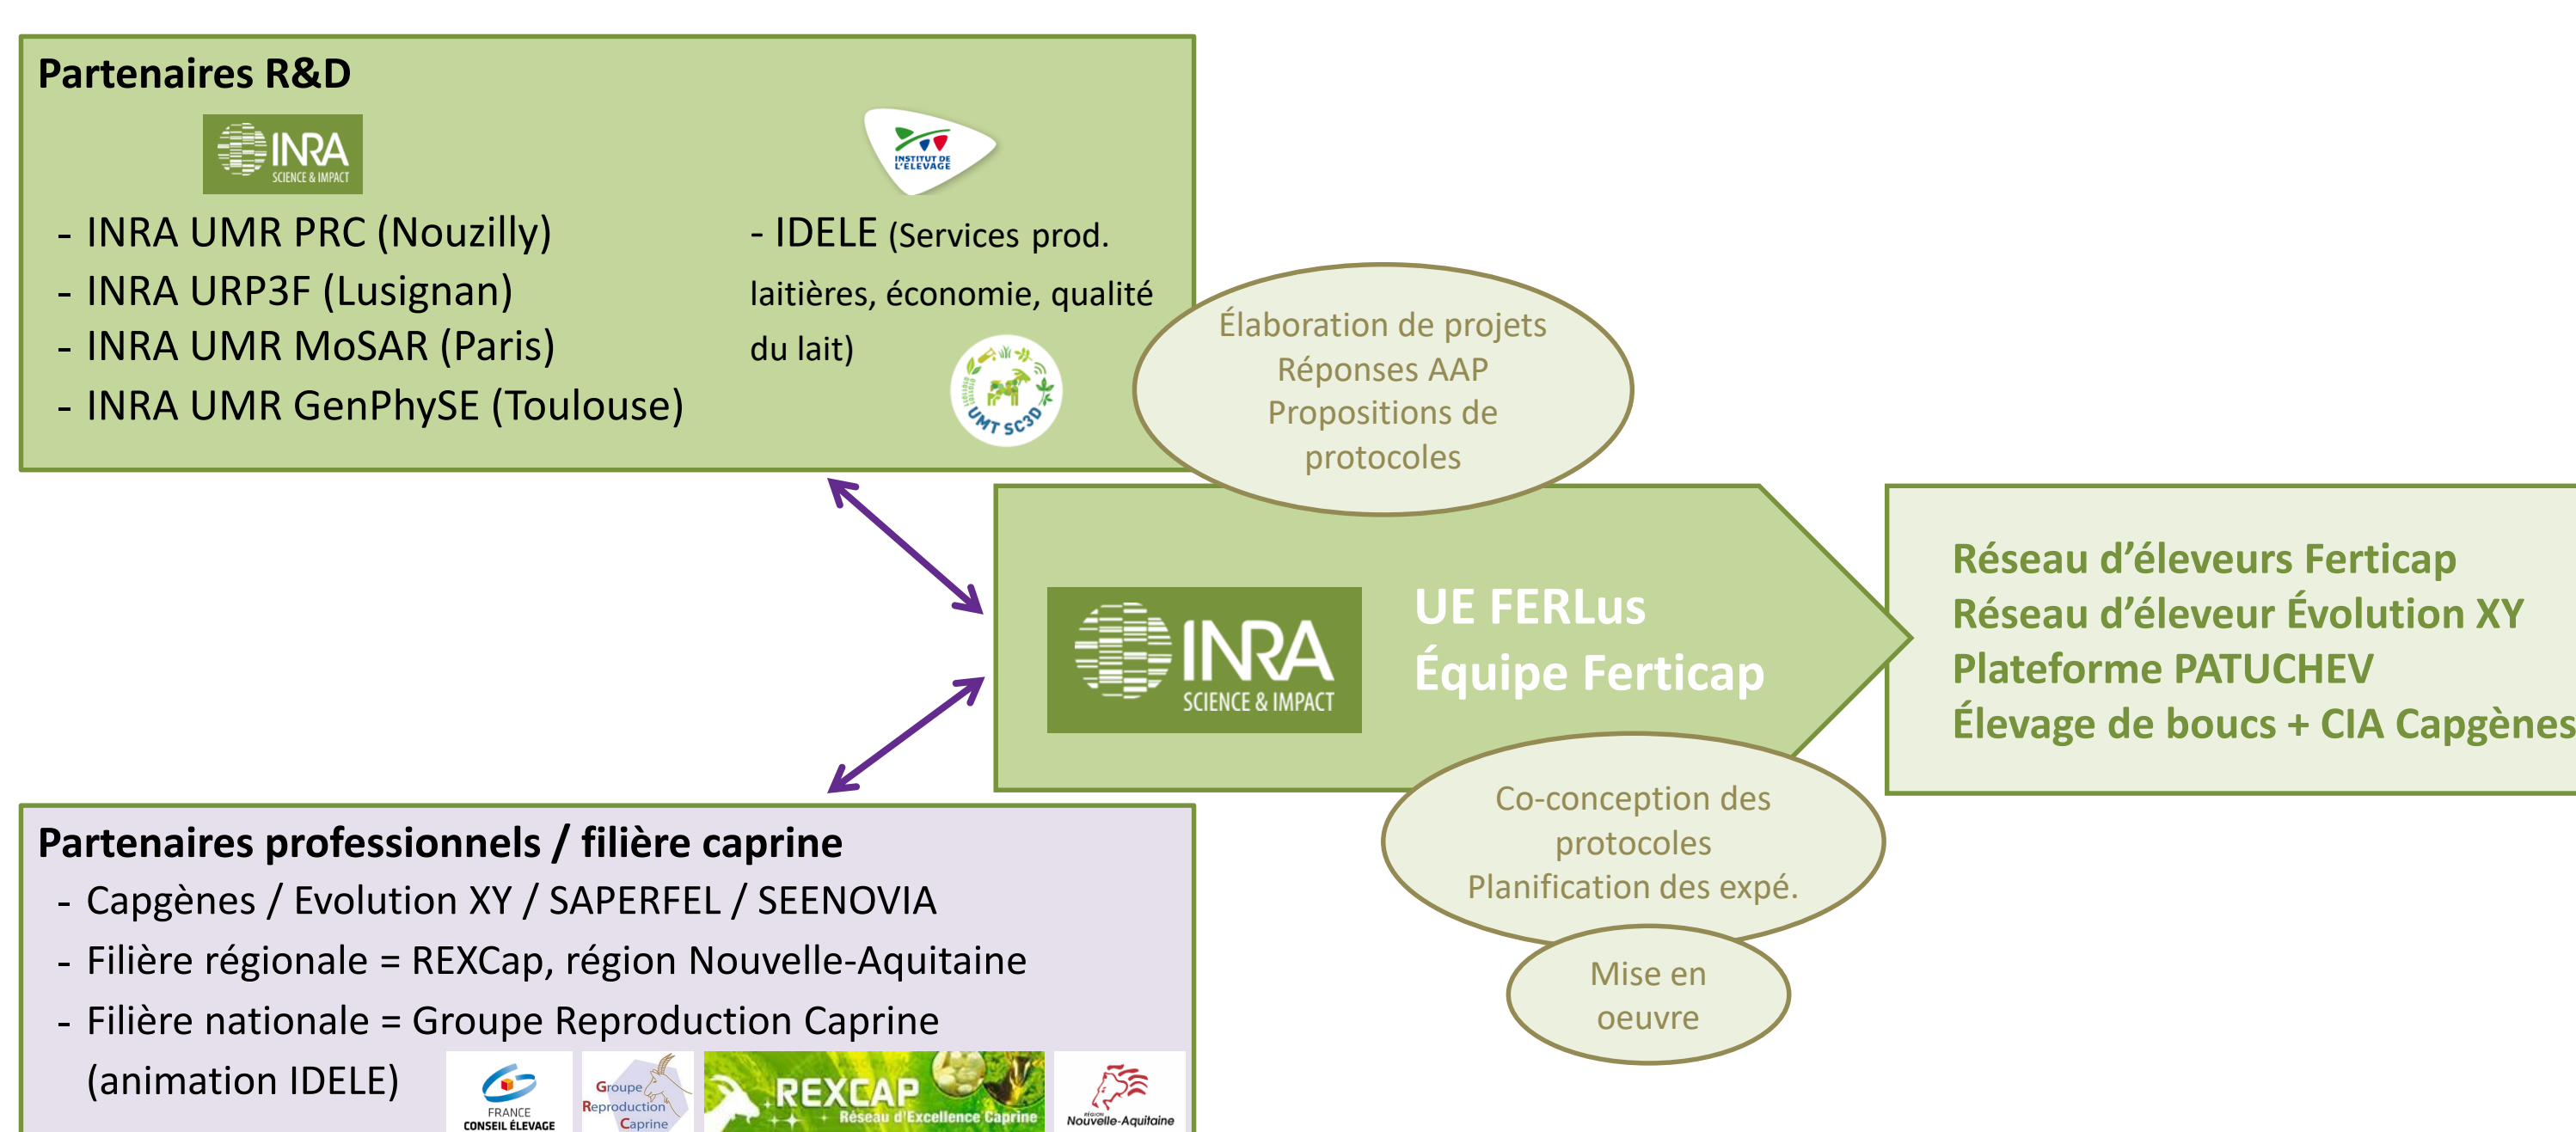 Partenaires R&D
INRA
SCIENCE & IMPACT
- INRA UMR PRC (Nouzilly)
- INRA URP3F (Lusignan)
- INRA UMR MoSAR (Paris)
- INRA UMR GenPhySE (Toulouse)
INSTITUT DE
L'ELEVAGE
- IDELE (Services prod.
laitières, économie, qualité
du lait)
UMT SC3D
Élaboration de projets
Réponses AAP
Propositions de
protocoles
INRA
SCIENCE & IMPACT
UE FERLus
Équipe Ferticap
Réseau d’éleveurs Ferticap
Réseau d’éleveur Évolution XY
Plateforme PATUCHEV
Élevage de boucs + CIA Capgènes
Co-conception des
protocoles
Planification des expé.
Mise en
oeuvre
Partenaires professionnels / filière caprine
- Capgènes / Evolution XY / SAPERFEL / SEENOVIA
- Filière régionale = REXCap, région Nouvelle-Aquitaine
- Filière nationale = Groupe Reproduction Caprine
(animation IDELE)
FRANCE
CONSEIL ÉLEVAGE
Groupe
Reproduction
Caprine
REXCAP
Réseau d'Excellence Caprine
RÉGION
Nouvelle-Aquitaine